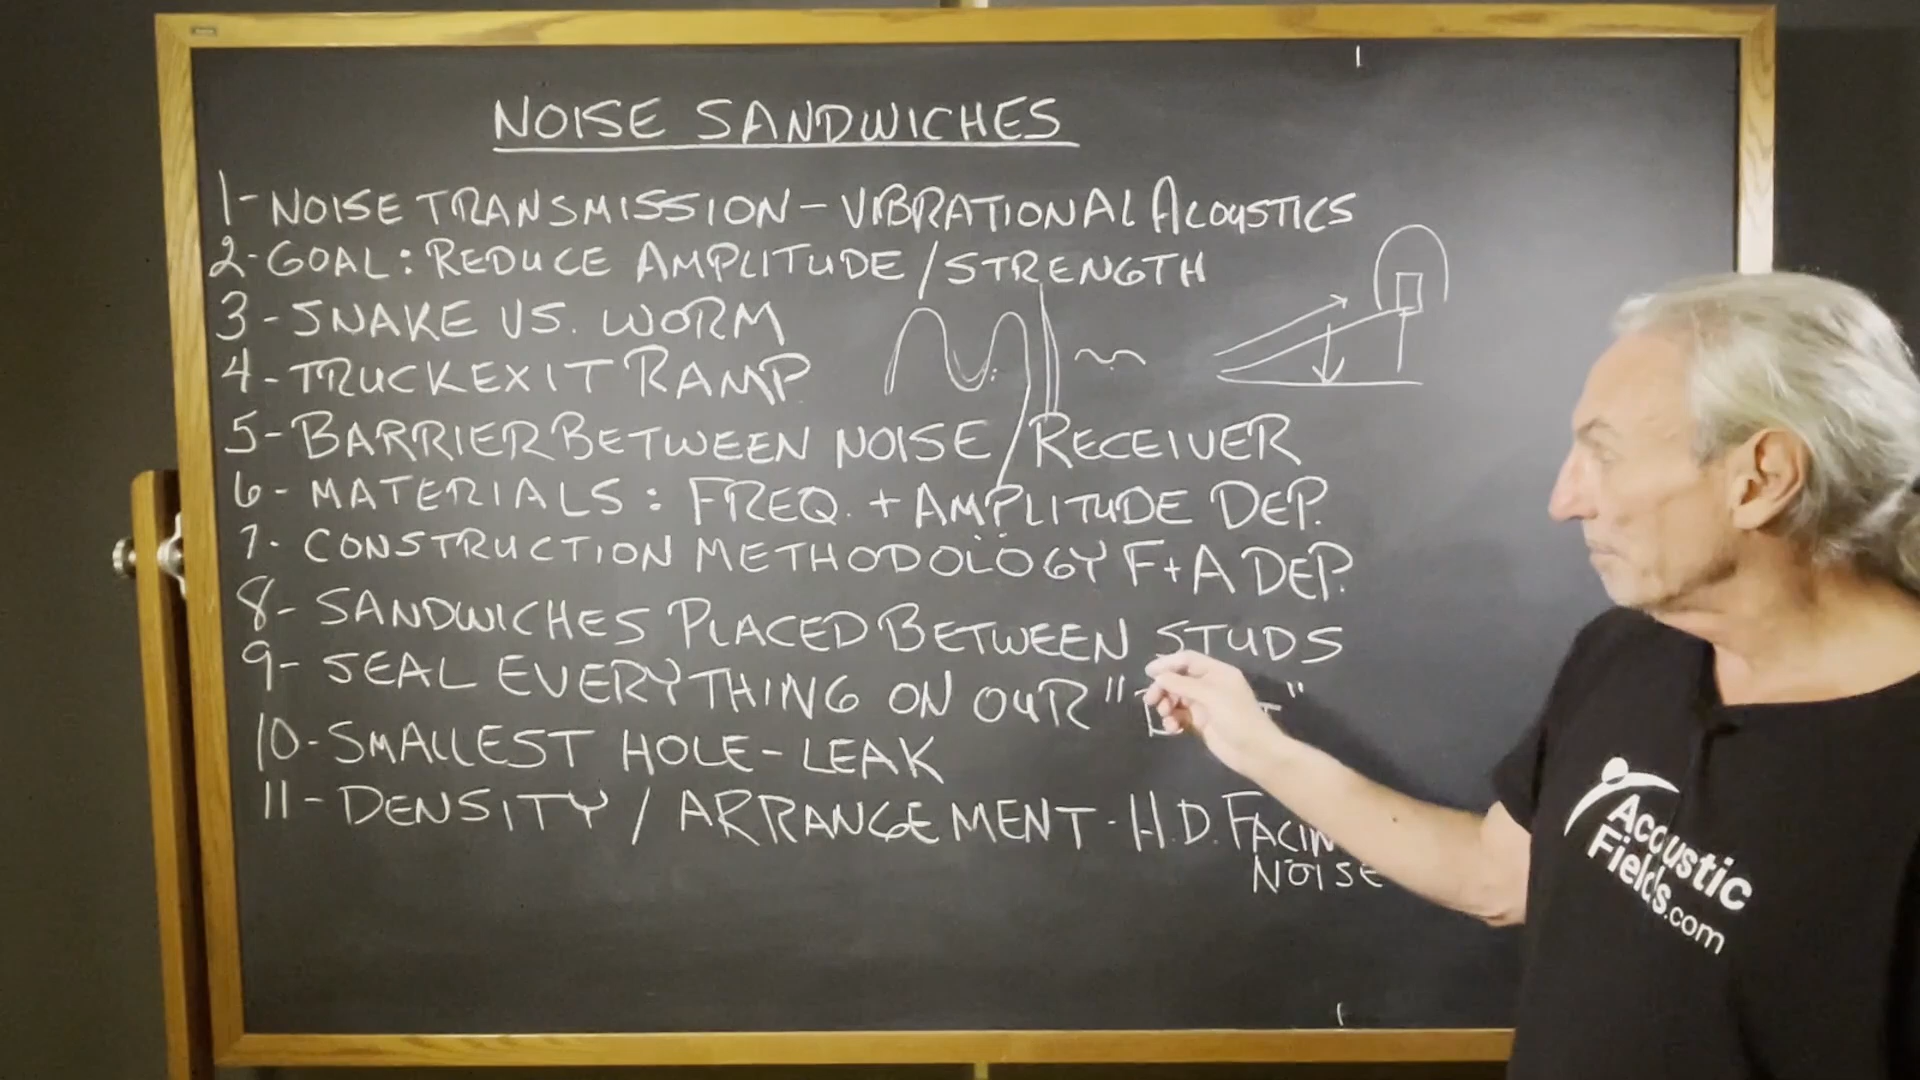 NOISE SANDWICHES
1-NOISE TRANSMISSION-VIBRATIONAL ACOUSTICS
2-GOAL: REDUCE AMPLITUDE/STRENGTH
3-SNAKE VS. WORM
4-TRUCK EXIT RAMP
5-BARRIER BETWEEN NOISE/RECEIVER
6-MATERIALS: FREQ. + AMPLITUDE DEP.
7-CONSTRUCTION METHODOLOGY F+A DEP.
8-SANDWICHES PLACED BETWEEN STUDS
9-SEAL EVERYTHING ON OUR " "
10-SMALLEST HOLE-LEAK
11-DENSITY/ARRANGEMENT-H.D. FACIN
NOISE
Acoustic
Fields.com